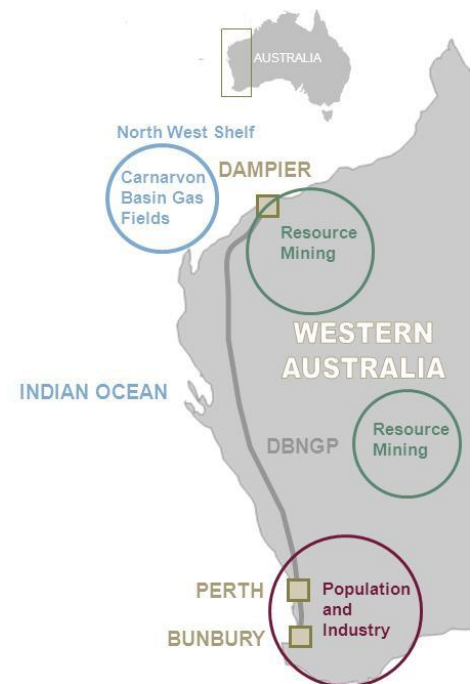 AUSTRALIA
North West Shelf
DAMPIER
Carnarvon
Basin Gas
Fields
Resource
Mining
WESTERN
AUSTRALIA
INDIAN OCEAN
Resource
Mining
DBNGP
PERTH
Population
and
Industry
BUNBURY